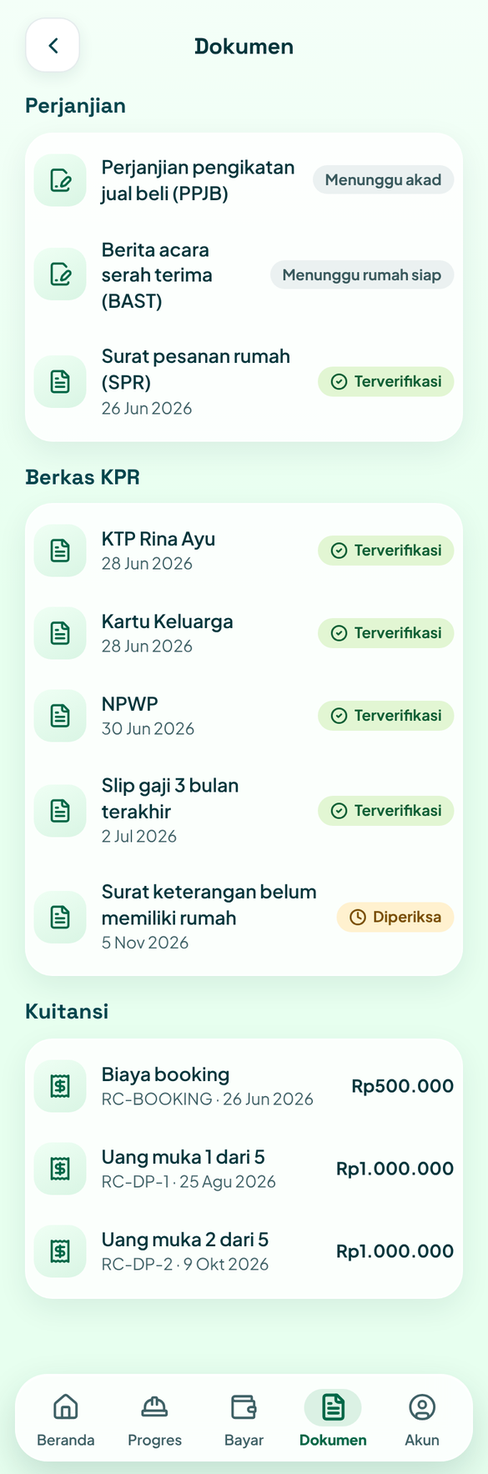 Dokumen
Perjanjian
Perjanjian pengikatan
jual beli (PPJB)
Menunggu akad
Berita acara
serah terima
(BAST)
Menunggu rumah siap
Surat pesanan rumah
(SPR)
26 Jun 2026
Terverifikasi
Berkas KPR
KTP Rina Ayu
28 Jun 2026
Terverifikasi
Kartu Keluarga
28 Jun 2026
Terverifikasi
NPWP
30 Jun 2026
Terverifikasi
Slip gaji 3 bulan
terakhir
2 Jul 2026
Terverifikasi
Surat keterangan belum
memiliki rumah
5 Nov 2026
Diperiksa
Kuitansi
Biaya booking
RC-BOOKING · 26 Jun 2026
Rp500.000
Uang muka 1 dari 5
RC-DP-1 · 25 Agu 2026
Rp1.000.000
Uang muka 2 dari 5
RC-DP-2 · 9 Okt 2026
Rp1.000.000
Beranda
Progres
Bayar
Dokumen
Akun